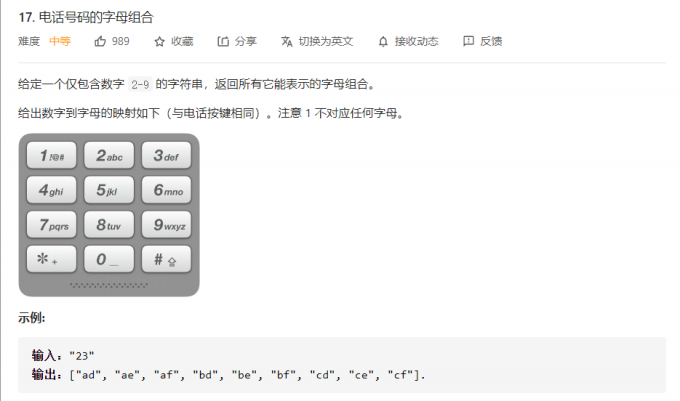 17. 电话号码的字母组合
难度 中等 989 收藏 分享 切换为英文 接收动态 反馈
给定一个仅包含数字 2-9 的字符串，返回所有它能表示的字母组合。
给出数字到字母的映射如下（与电话按键相同）。注意 1 不对应任何字母。
1 !@# 2 abc 3 def
4 ghi 5 jkl 6 mno
7 pqrs 8 tuv 9 wxyz
* + 0 _ #
示例:
输入："23"
输出：["ad", "ae", "af", "bd", "be", "bf", "cd", "ce", "cf"].